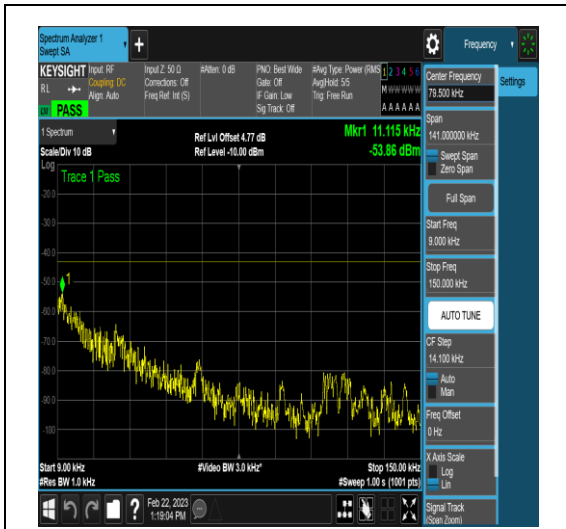 Spectrum Analyzer 1
Swept SA
+
Frequency
KEYSIGHT
RL
Input: RF
Coupling: DC
Align: Auto
Input Z: 50 Ω
Corrections: Off
Freq Ref: Int (S)
#Atten: 0 dB
PNO: Best Wide
Gate: Off
IF Gain: Low
Sig Track: Off
#Avg Type: Power (RMS
Avg|Hold: 5/5
Trig: Free Run
1 2 3 4 5 6
M W W W W W
A A A A A A
PASS
1 Spectrum
Scale/Div 10 dB
Ref Lvl Offset 4.77 dB
Ref Level -10.00 dBm
Mkr1 11.115 kHz
-53.86 dBm
Log
Trace 1 Pass
-20.0
-30.0
-40.0
-50.0
1
-60.0
-70.0
-80.0
-90.0
-100
Start 9.00 kHz
#Res BW 1.0 kHz
#Video BW 3.0 kHz*
Stop 150.00 kHz
#Sweep 1.00 s (1001 pts)
Center Frequency
79.500 kHz
Settings
Span
141.000000 kHz
Swept Span
Zero Span
Full Span
Start Freq
9.000 kHz
Stop Freq
150.000 kHz
AUTO TUNE
CF Step
14.100 kHz
Auto
Man
Freq Offset
0 Hz
X Axis Scale
Log
Lin
Signal Track
(Span Zoom)
?
Feb 22, 2023
1:19:04 PM